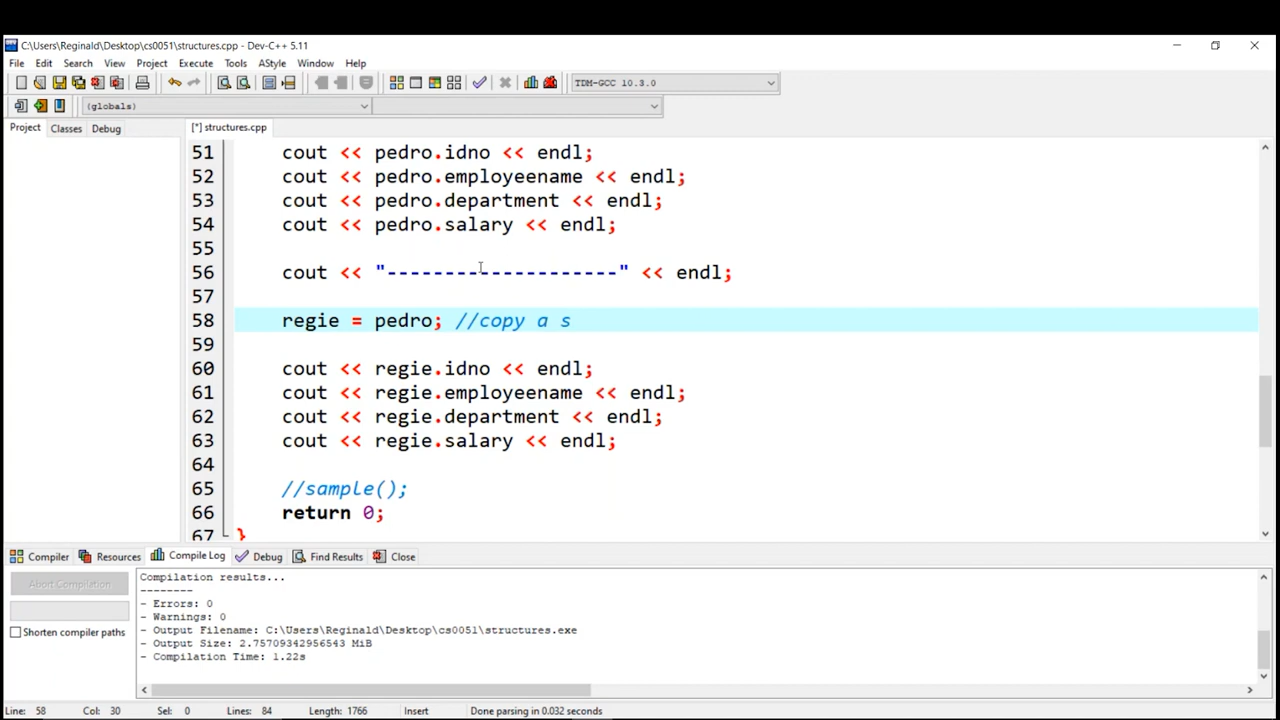 C:\Users\Reginald\Desktop\cs0051\structures.cpp - Dev-C++ 5.11
File Edit Search View Project Execute Tools AStyle Window Help
TDM-GCC 10.3.0
(globals)
Project Classes Debug [*] structures.cpp
51 cout << pedro.idno << endl;
52 cout << pedro.employeename << endl;
53 cout << pedro.department << endl;
54 cout << pedro.salary << endl;
55
56 cout << "--------------------" << endl;
57
58 regie = pedro; //copy a s
59
60 cout << regie.idno << endl;
61 cout << regie.employeename << endl;
62 cout << regie.department << endl;
63 cout << regie.salary << endl;
64
65 //sample();
66 return 0;
67 }
Compiler Resources Compile Log Debug Find Results Close
Abort Compilation
Shorten compiler paths
Compilation results...
--------
- Errors: 0
- Warnings: 0
- Output Filename: C:\Users\Reginald\Desktop\cs0051\structures.exe
- Output Size: 2.75709342956543 MiB
- Compilation Time: 1.22s
Line: 58 Col: 30 Sel: 0 Lines: 84 Length: 1766 Insert Done parsing in 0.032 seconds